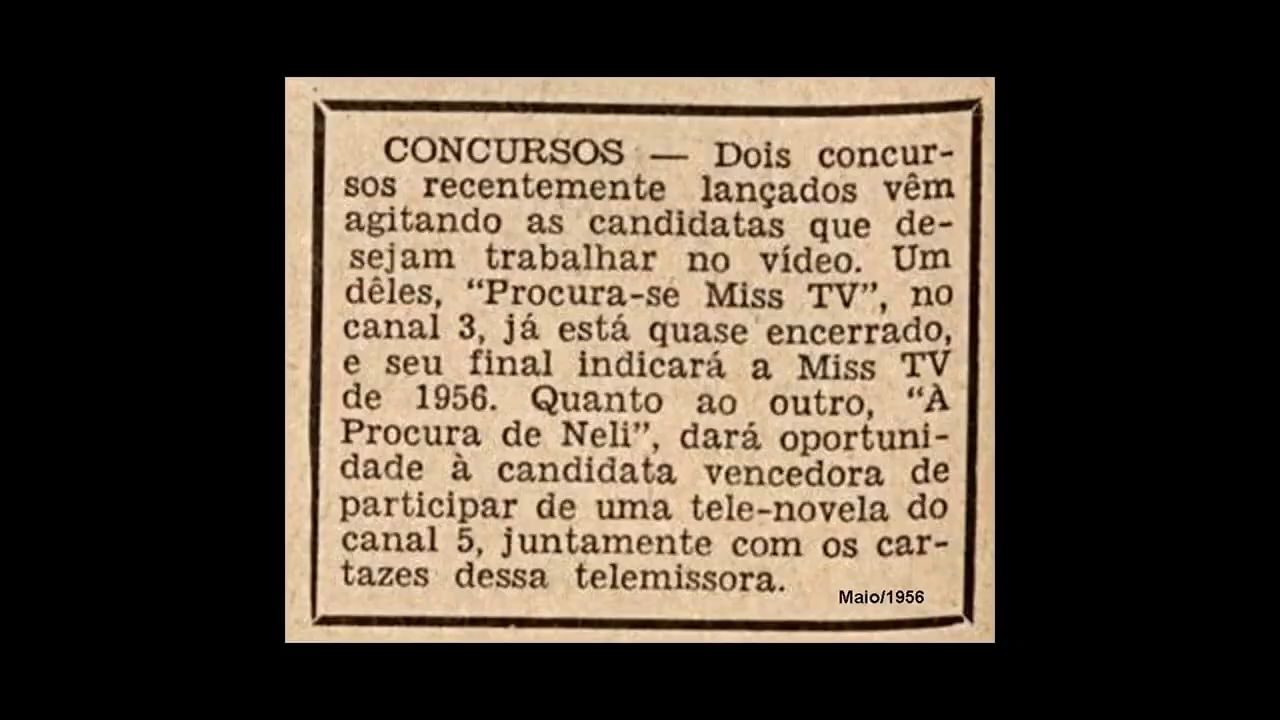 CONCURSOS — Dois concur-
sos recentemente lançados vêm
agitando as candidatas que de-
sejam trabalhar no vídeo. Um
dêles, “Procura-se Miss TV”, no
canal 3, já está quase encerrado,
e seu final indicará a Miss TV
de 1956. Quanto ao outro, “À
Procura de Neli”, dará oportuni-
dade à candidata vencedora de
participar de uma tele-novela do
canal 5, juntamente com os car-
tazes dessa telemissora.
Maio/1956